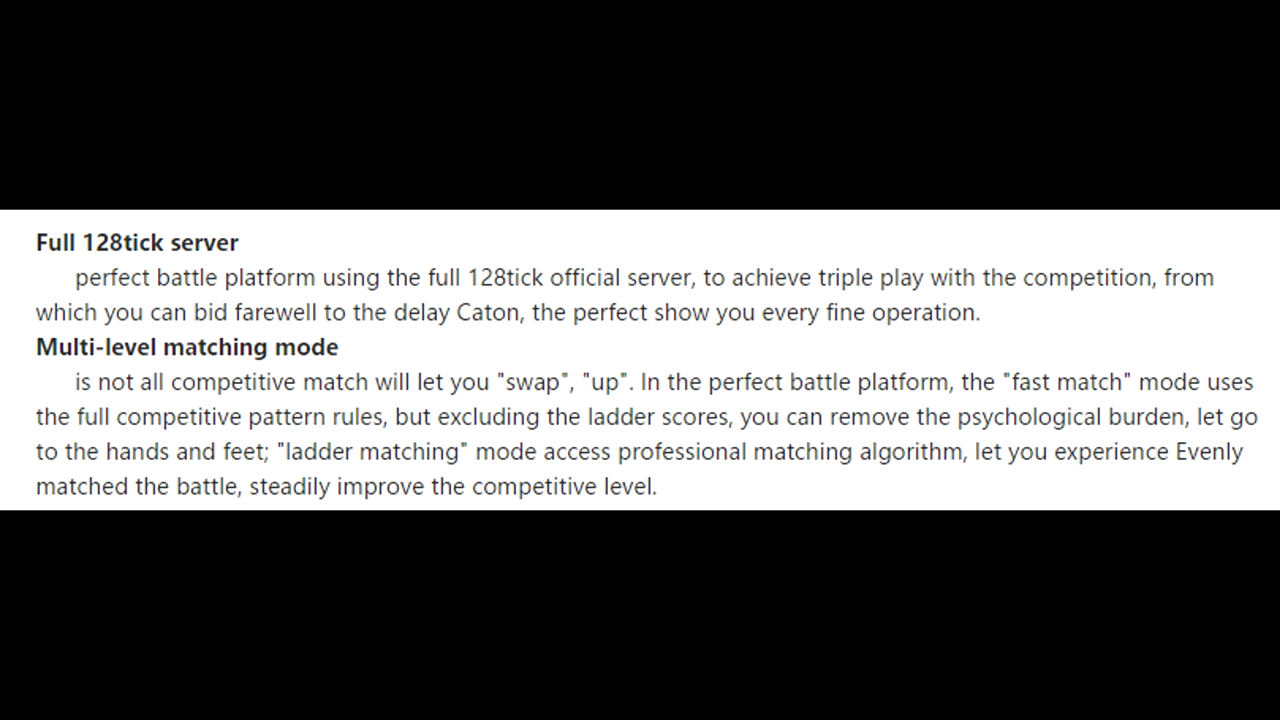 Full 128tick server
perfect battle platform using the full 128tick official server, to achieve triple play with the competition, from
which you can bid farewell to the delay Caton, the perfect show you every fine operation.
Multi-level matching mode
is not all competitive match will let you "swap", "up". In the perfect battle platform, the "fast match" mode uses
the full competitive pattern rules, but excluding the ladder scores, you can remove the psychological burden, let go
to the hands and feet; "ladder matching" mode access professional matching algorithm, let you experience Evenly
matched the battle, steadily improve the competitive level.